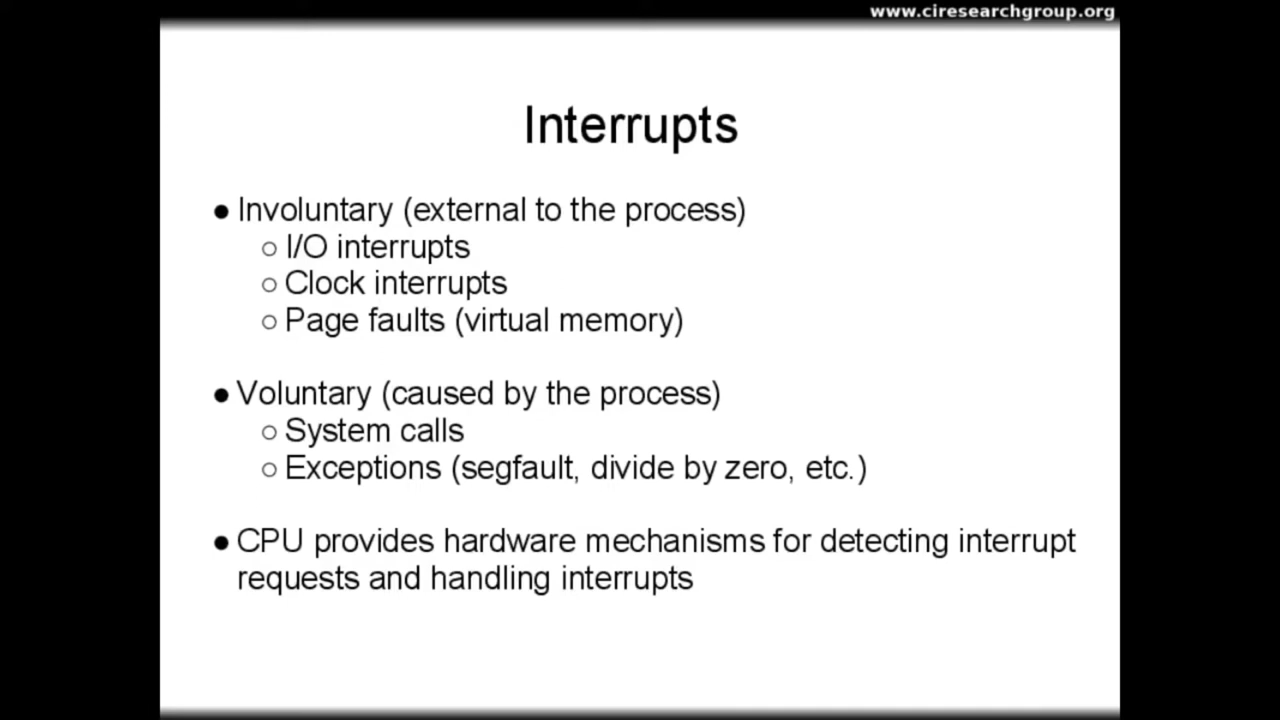 www.ciresearchgroup.org
Interrupts
● Involuntary (external to the process)
○ I/O interrupts
○ Clock interrupts
○ Page faults (virtual memory)
● Voluntary (caused by the process)
○ System calls
○ Exceptions (segfault, divide by zero, etc.)
● CPU provides hardware mechanisms for detecting interrupt
requests and handling interrupts